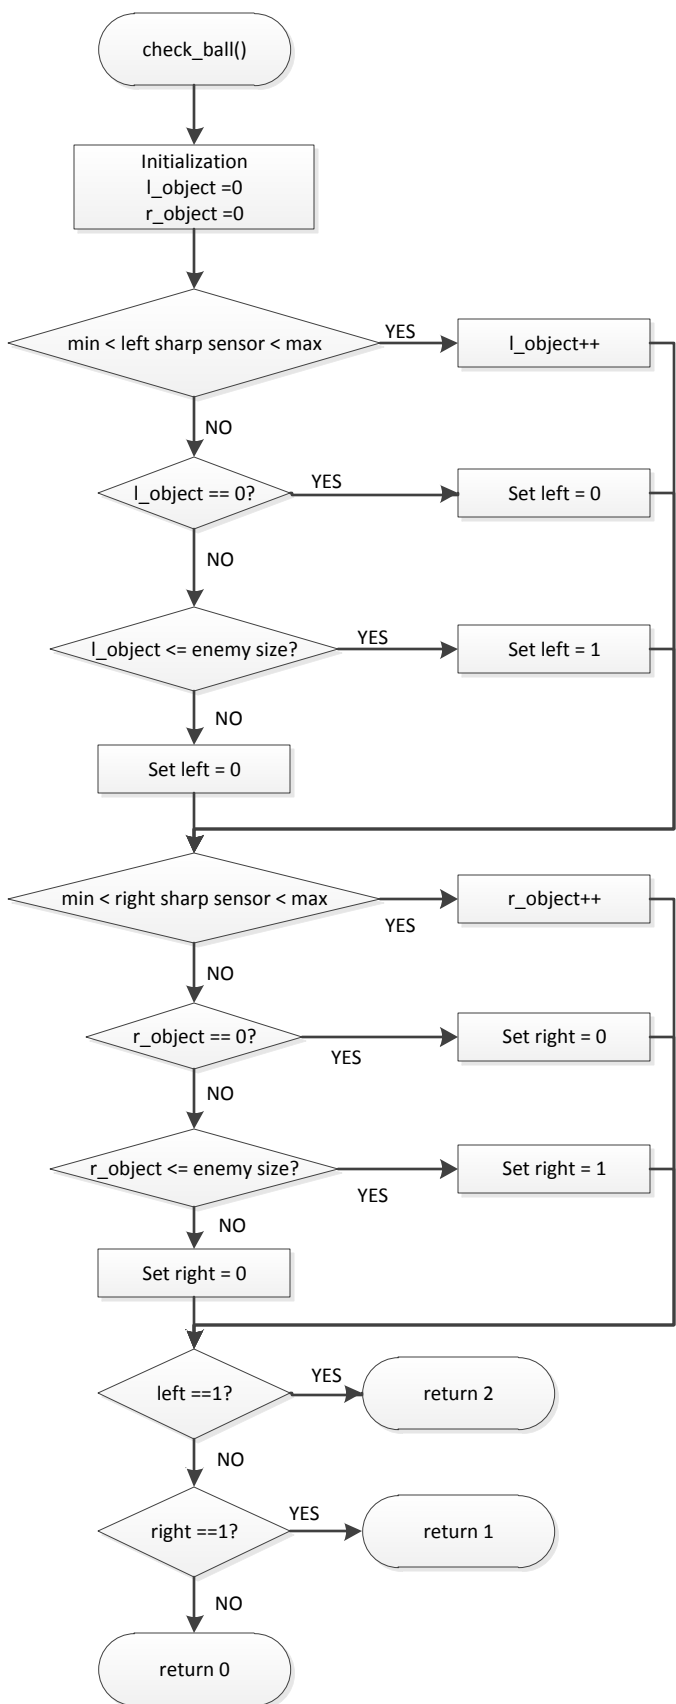 check_ball()
Initialization
l_object =0
r_object =0
min < left sharp sensor < max
YES
l_object++
NO
l_object == 0?
YES
Set left = 0
NO
l_object <= enemy size?
YES
Set left = 1
NO
Set left = 0
min < right sharp sensor < max
YES
r_object++
NO
r_object == 0?
YES
Set right = 0
NO
r_object <= enemy size?
YES
Set right = 1
NO
Set right = 0
left ==1?
YES
return 2
NO
right ==1?
YES
return 1
NO
return 0